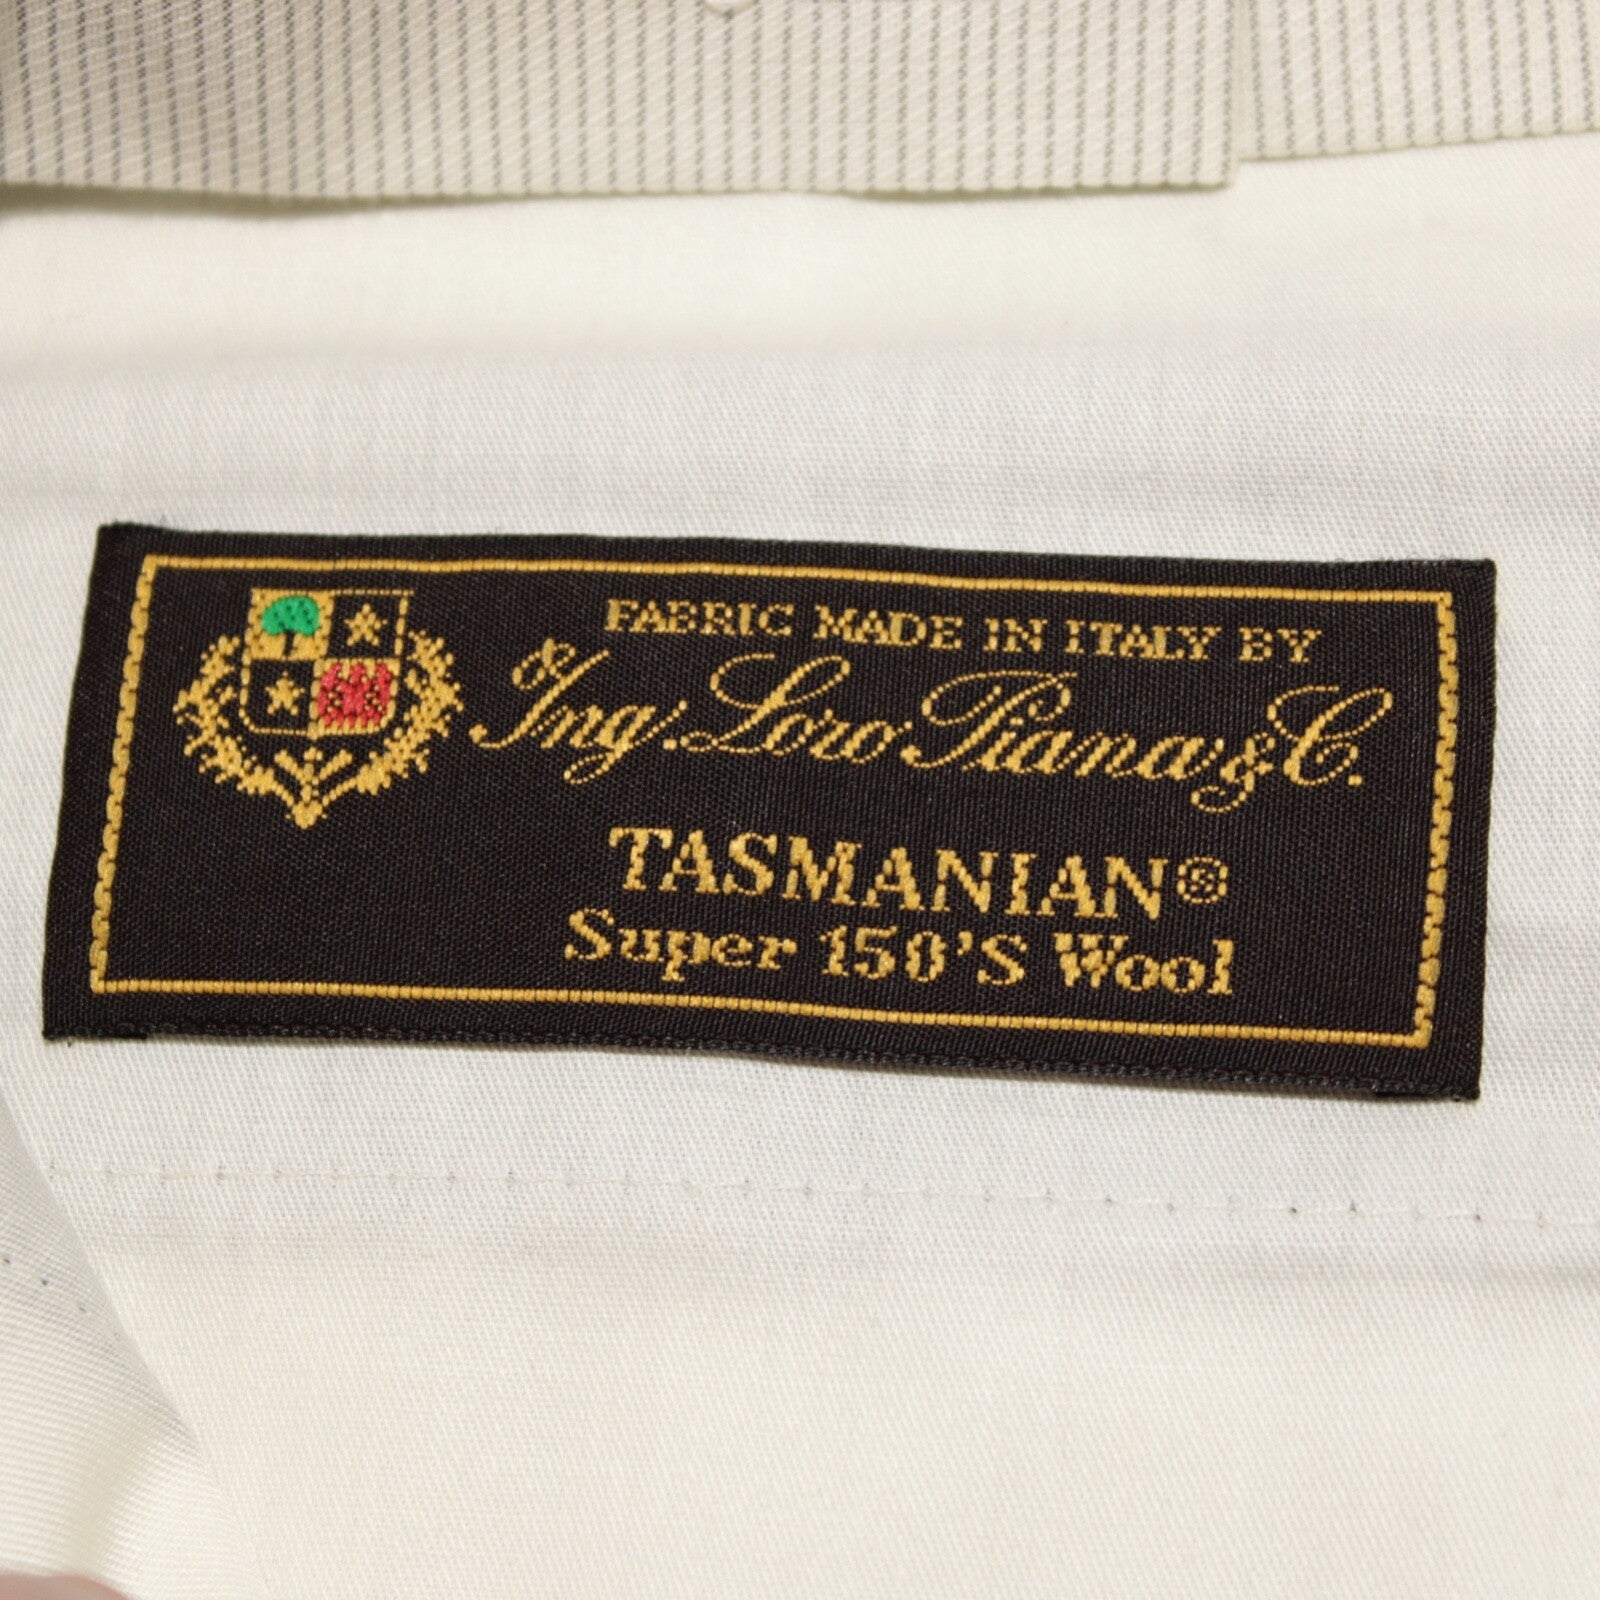 FABRIC MADE IN ITALY BY
Ing. Loro Piana & C.
TASMANIAN®
Super 150'S Wool